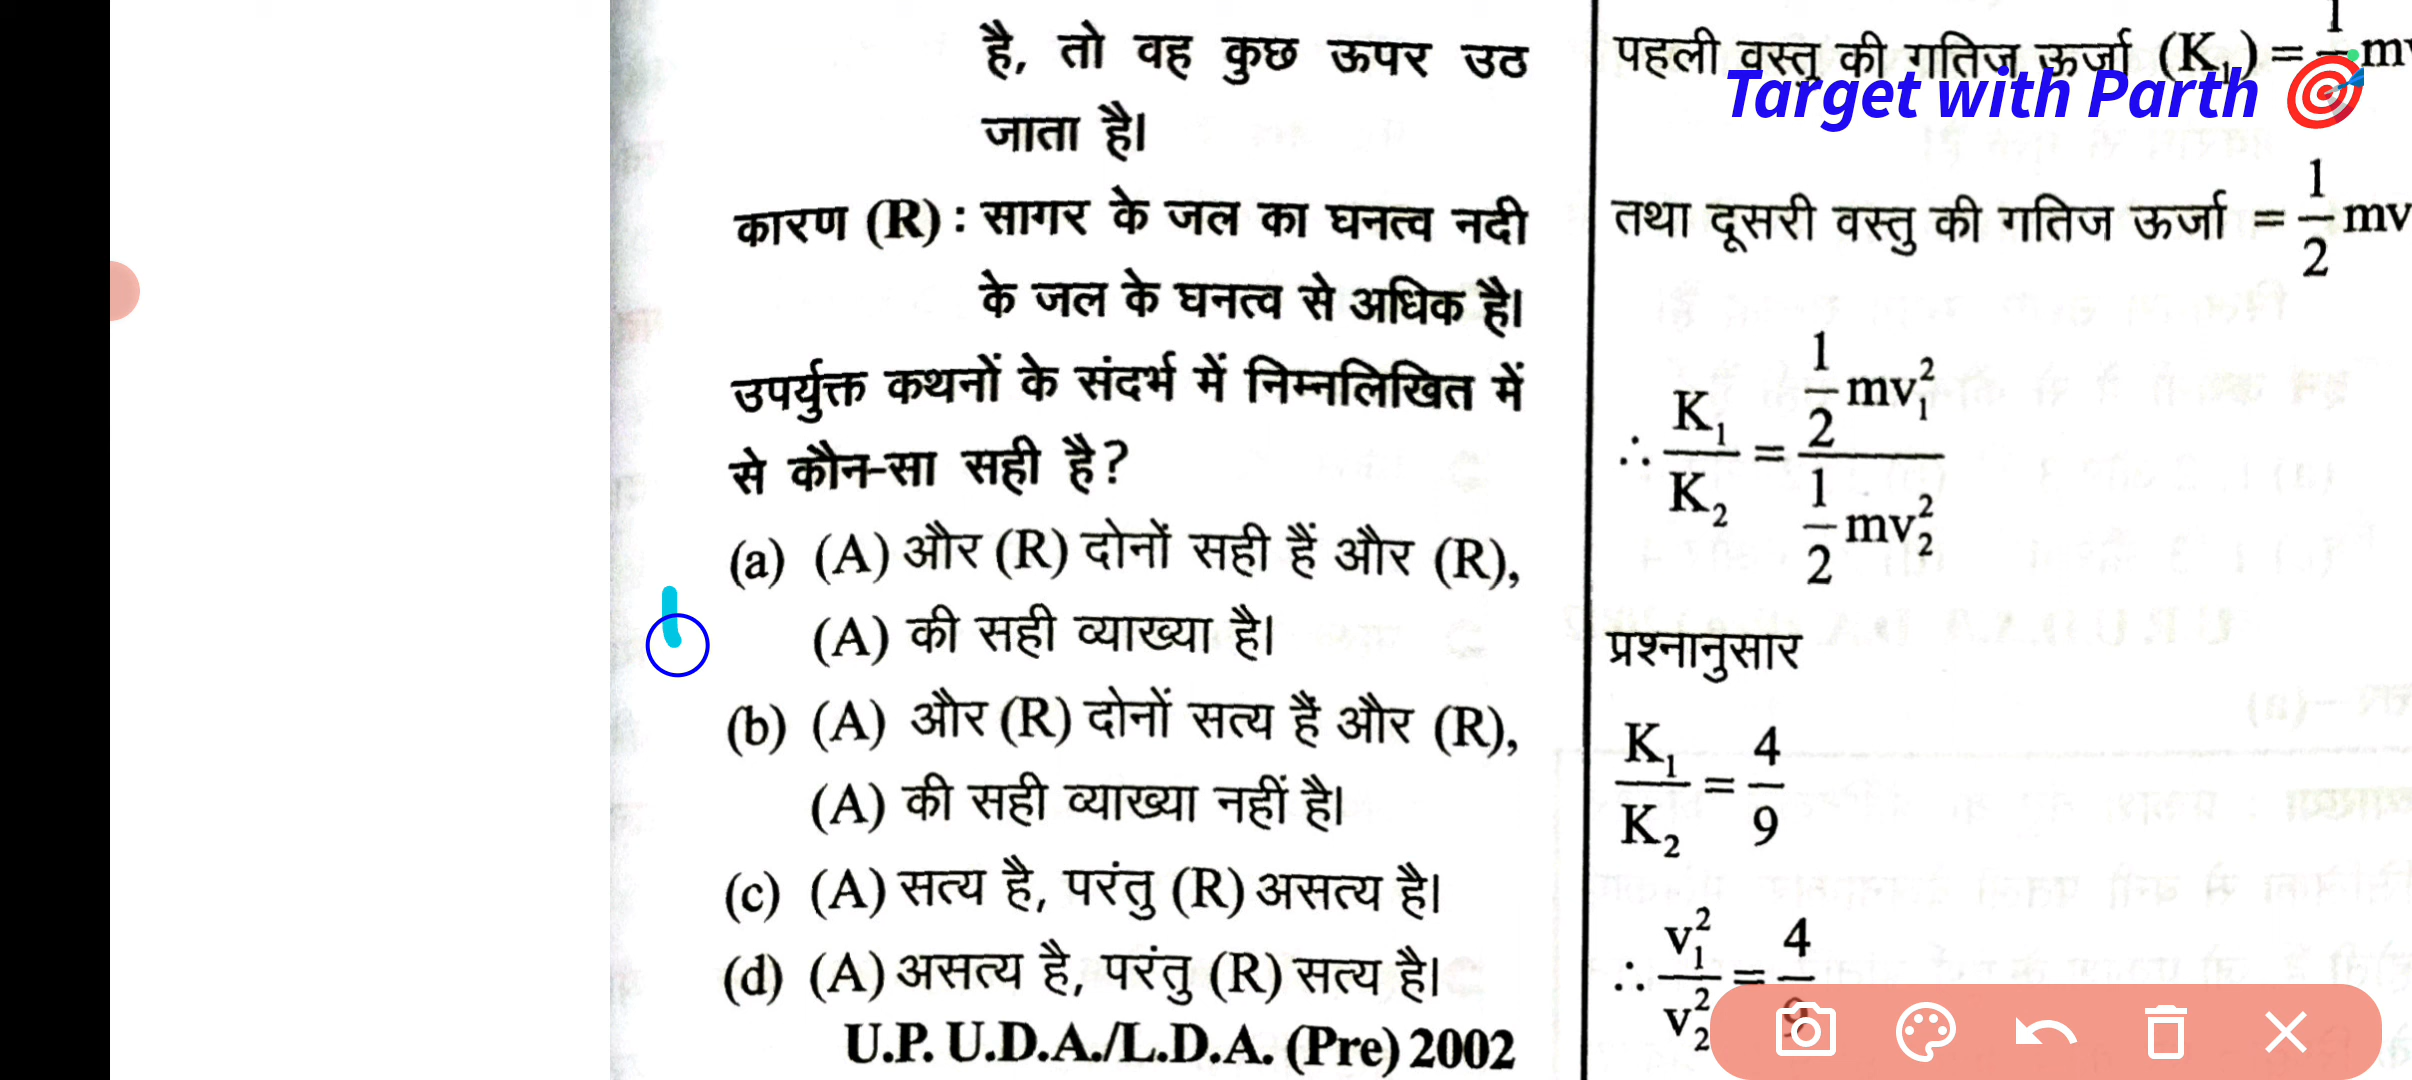 है, तो वह कुछ ऊपर उठ
जाता है।
कारण (R) : सागर के जल का घनत्व नदी
के जल के घनत्व से अधिक है।
उपर्युक्त कथनों के संदर्भ में निम्नलिखित में
से कौन-सा सही है?
(a) (A) और (R) दोनों सही हैं और (R),
(A) की सही व्याख्या है।
(b) (A) और (R) दोनों सत्य हैं और (R),
(A) की सही व्याख्या नहीं है।
(c) (A) सत्य है, परंतु (R) असत्य है।
(d) (A) असत्य है, परंतु (R) सत्य है।
U.P. U.D.A./L.D.A. (Pre) 2002
पहली वस्तु की गतिज ऊर्जा (K₁) = 1/2 m
Target with Parth
तथा दूसरी वस्तु की गतिज ऊर्जा = 1/2 mv
∴ K₁/K₂ = (1/2 mv₁²)/(1/2 mv₂²)
प्रश्नानुसार
K₁/K₂ = 4/9
∴ v₁²/v₂² = 4/9